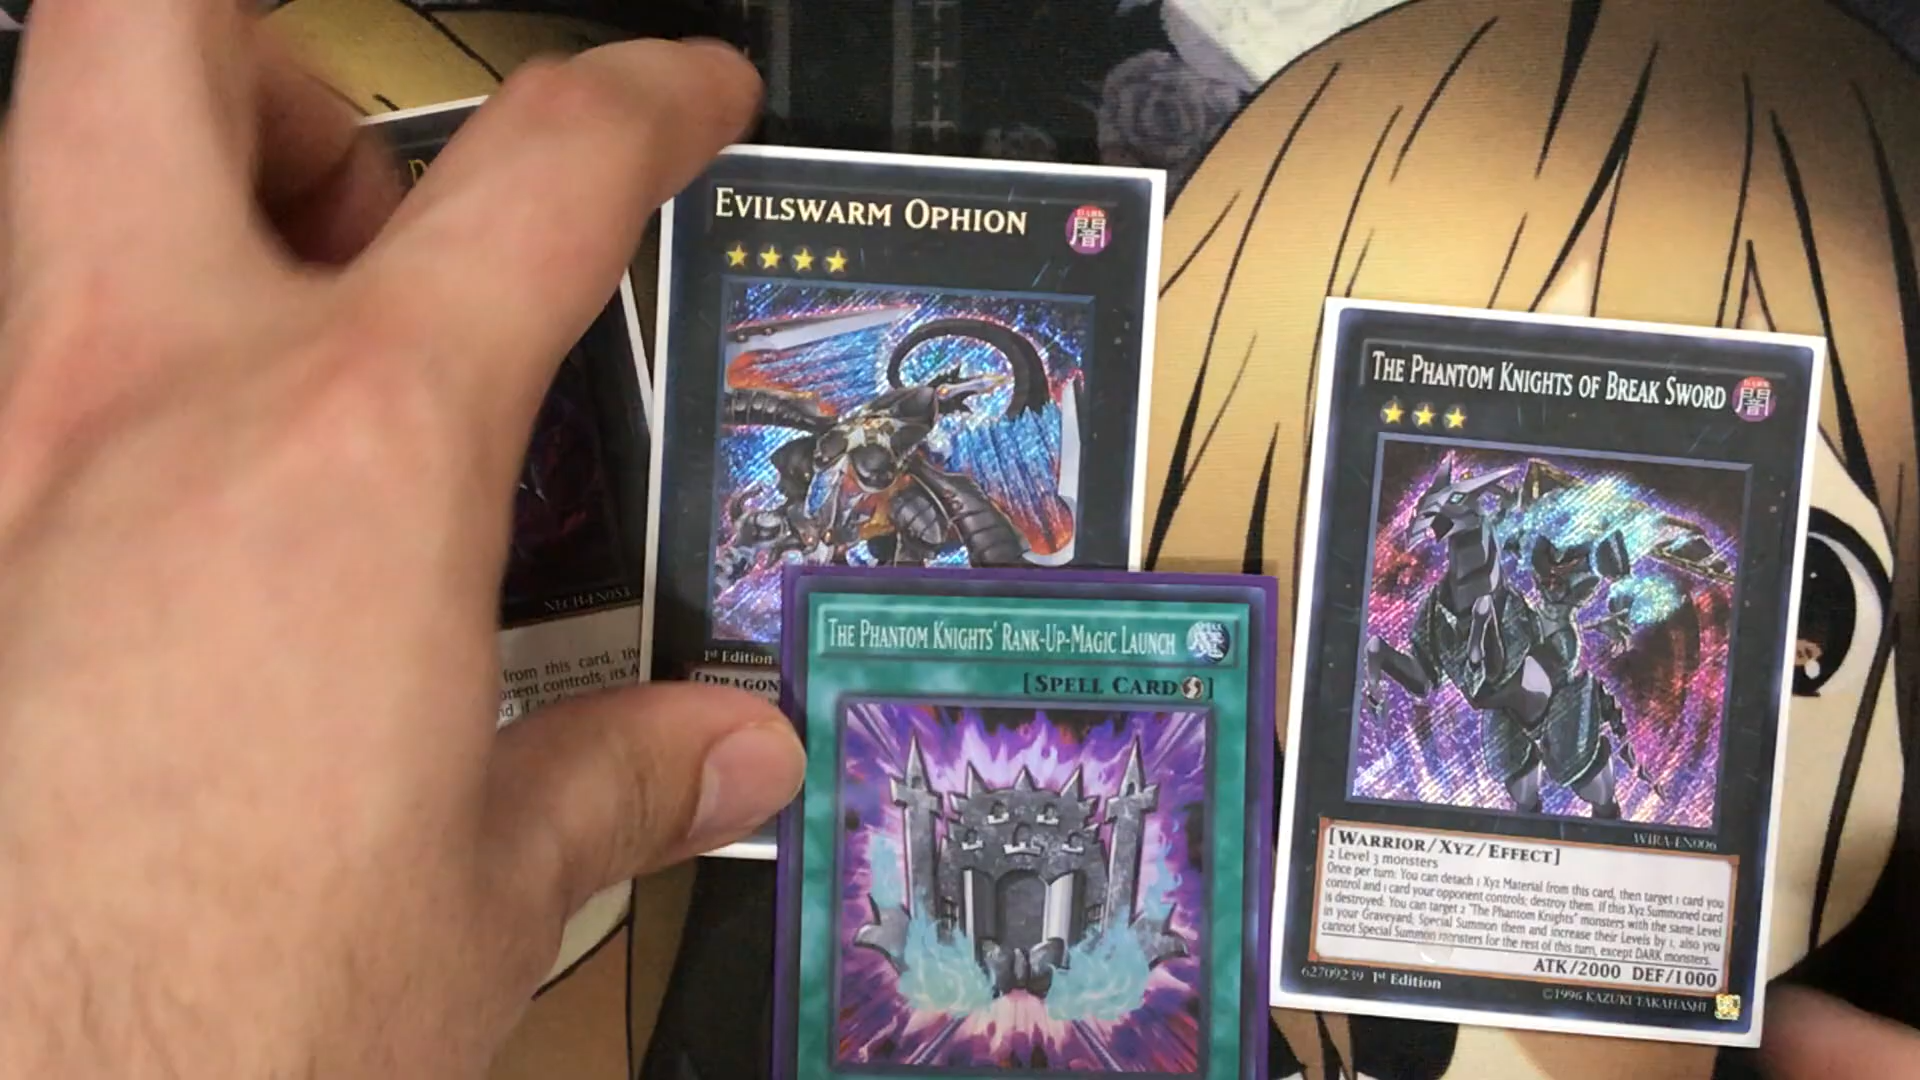 EVILSWARM OPHION
DARK
闇
1st Edition
[DRAGON
NECH-EN053
from this card, the
onent controls; its A
THE PHANTOM KNIGHTS' RANK-UP-MAGIC LAUNCH
SPELL
[SPELL CARD]
THE PHANTOM KNIGHTS OF BREAK SWORD
DARK
闇
WIRA-EN006
[WARRIOR/XYZ/EFFECT]
2 Level 3 monsters
Once per turn: You can detach 1 Xyz Material from this card, then target 1 card you
control and 1 card your opponent controls; destroy them. If this Xyz Summoned card
is destroyed: You can target 2 "The Phantom Knights" monsters with the same Level
in your Graveyard; Special Summon them and increase their Levels by 1, also you
cannot Special Summon monsters for the rest of this turn, except DARK monsters.
ATK/2000 DEF/1000
62709239 1st Edition
©1996 KAZUKI TAKAHASHI